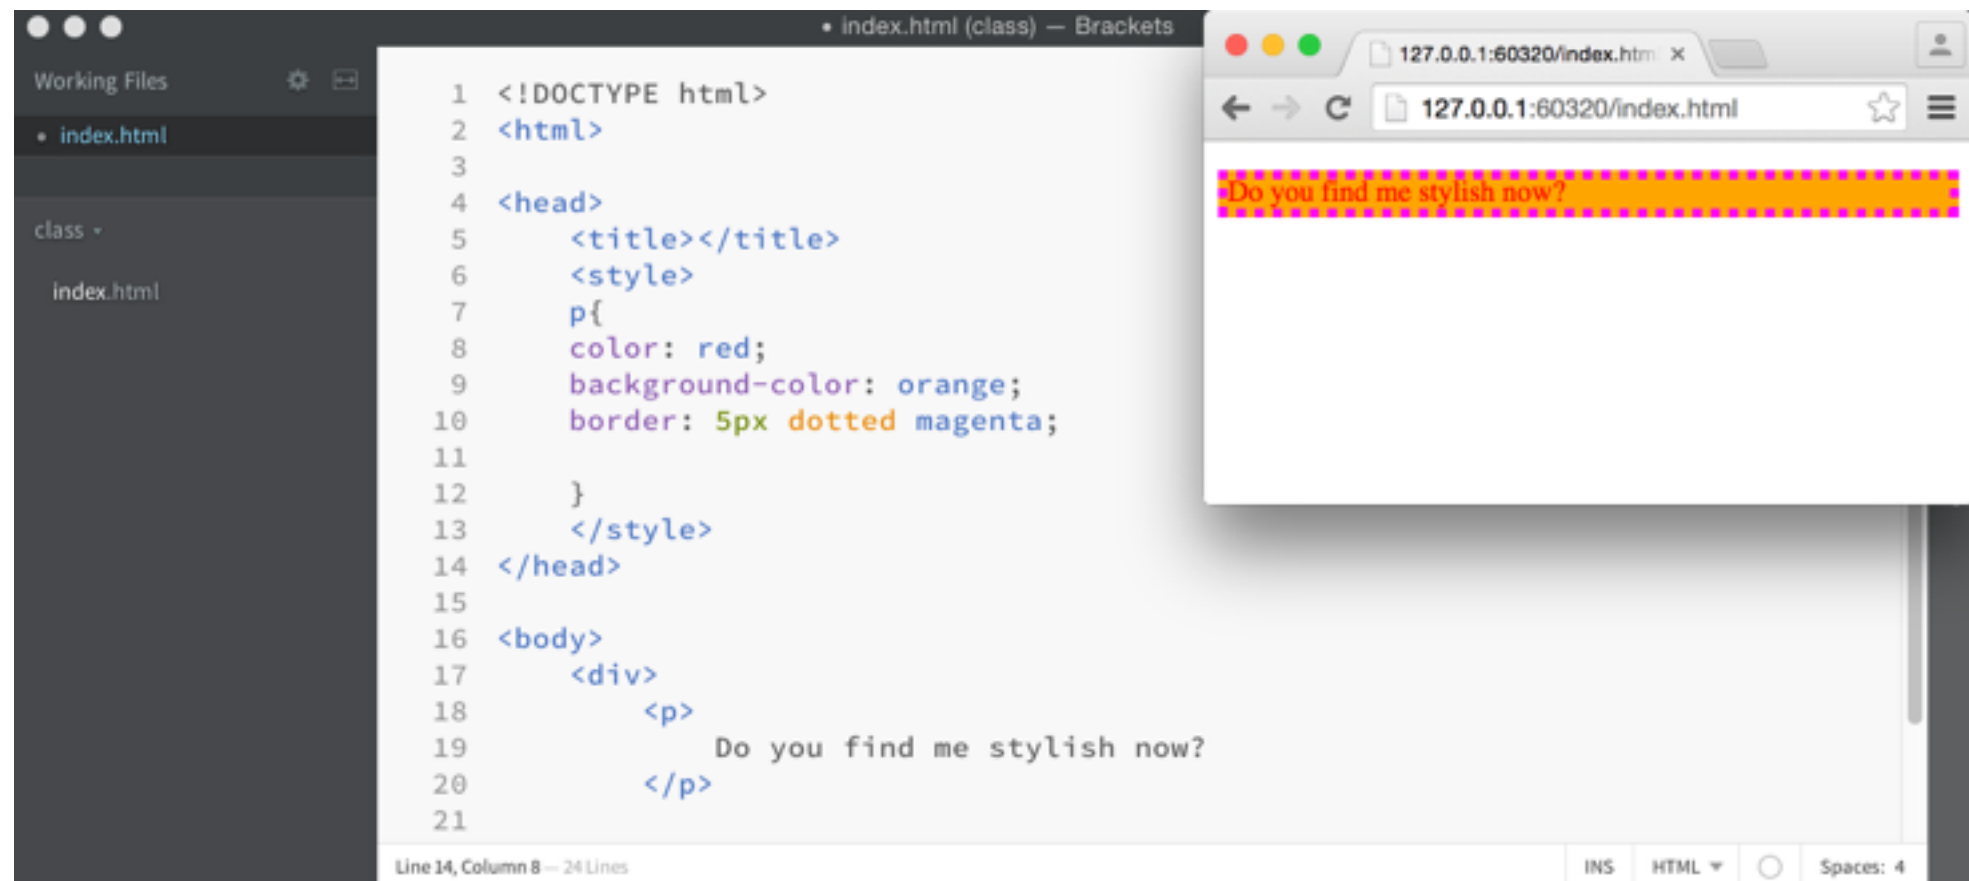 • index.html (class) — Brackets
Working Files
• index.html
class
index.html
1 <!DOCTYPE html>
2 <html>
3
4 <head>
5     <title></title>
6     <style>
7     p{
8     color: red;
9     background-color: orange;
10     border: 5px dotted magenta;
11
12     }
13     </style>
14 </head>
15
16 <body>
17     <div>
18         <p>
19             Do you find me stylish now?
20         </p>
21
Line 14, Column 8 — 24 Lines
INS HTML Spaces: 4
127.0.0.1:60320/index.htm
127.0.0.1:60320/index.html
Do you find me stylish now?